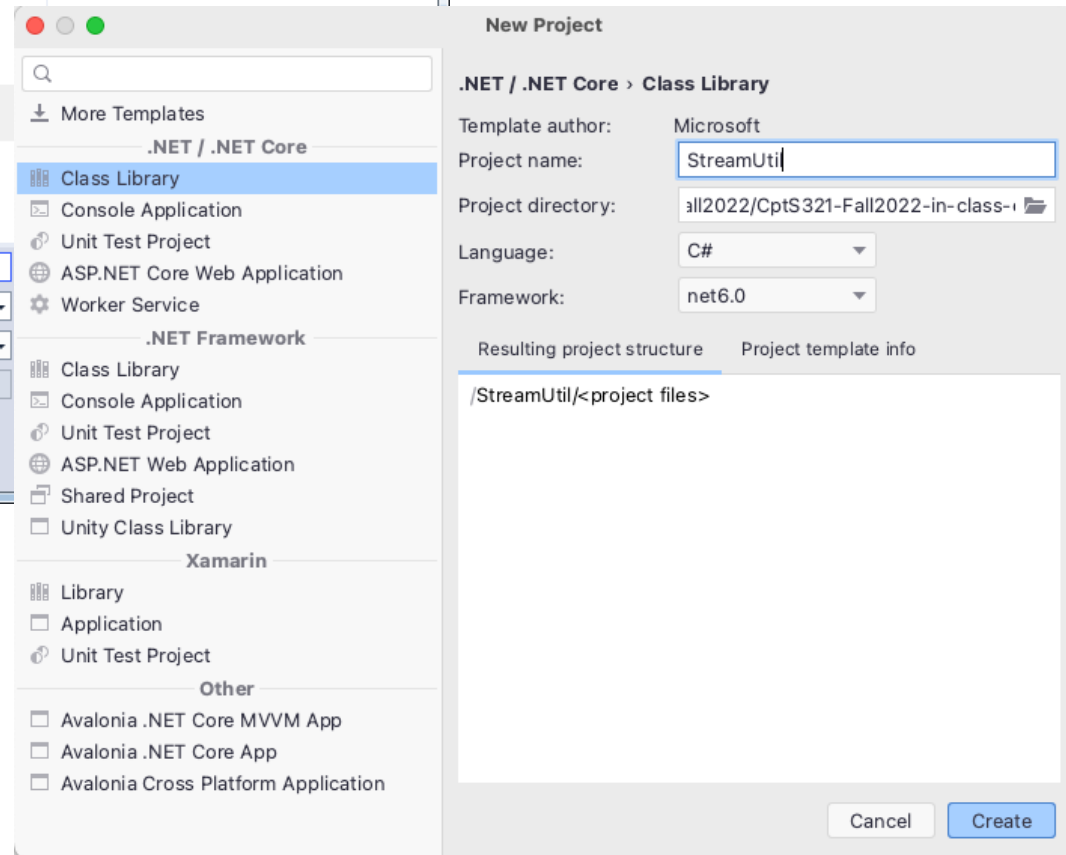 New Project
More Templates
.NET / .NET Core
Class Library
Console Application
Unit Test Project
ASP.NET Core Web Application
Worker Service
.NET Framework
Class Library
Console Application
Unit Test Project
ASP.NET Web Application
Shared Project
Unity Class Library
Xamarin
Library
Application
Unit Test Project
Other
Avalonia .NET Core MVVM App
Avalonia .NET Core App
Avalonia Cross Platform Application
.NET / .NET Core › Class Library
Template author: Microsoft
Project name: StreamUtil
Project directory: all2022/CptS321-Fall2022-in-class-
Language: C#
Framework: net6.0
Resulting project structure Project template info
/StreamUtil/<project files>
Cancel Create